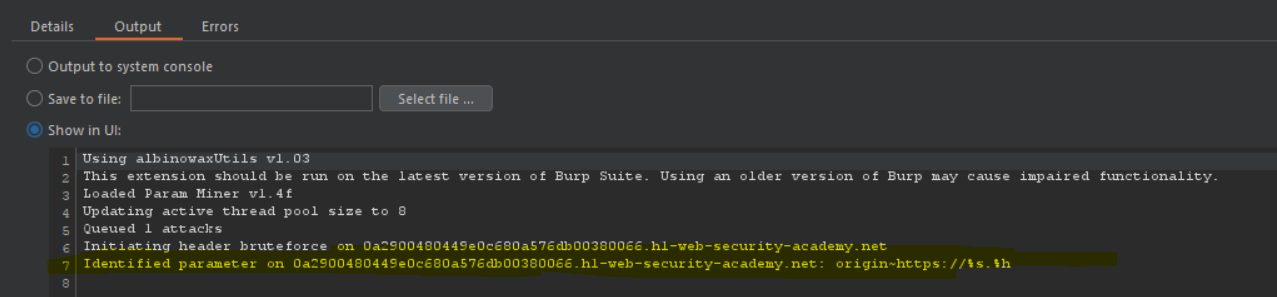 Details Output Errors
Output to system console
Save to file: Select file ...
Show in UI:
1 Using albinowaxUtils v1.03
2 This extension should be run on the latest version of Burp Suite. Using an older version of Burp may cause impaired functionality.
3 Loaded Param Miner v1.4f
4 Updating active thread pool size to 8
5 Queued 1 attacks
6 Initiating header bruteforce on 0a2900480449e0c680a576db00380066.h1-web-security-academy.net
7 Identified parameter on 0a2900480449e0c680a576db00380066.h1-web-security-academy.net: origin~https://%s.%h
8